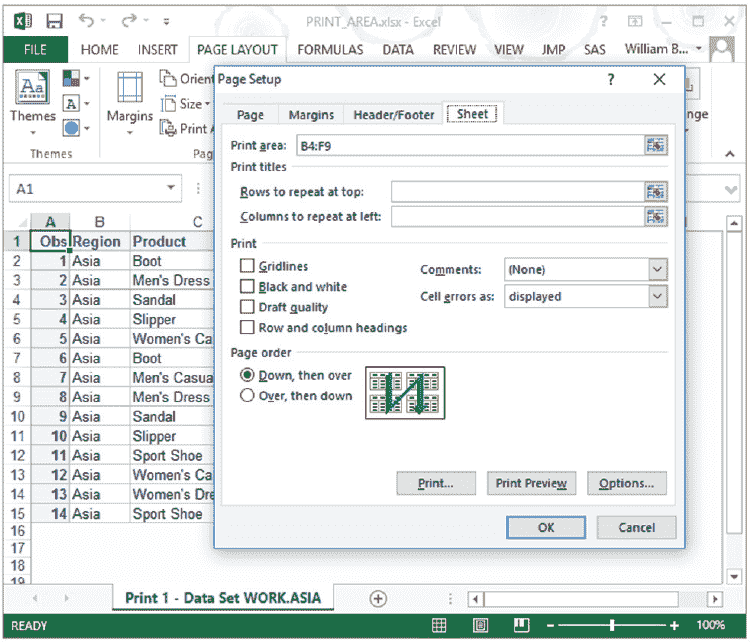 PRINT_AREA.xlsx - Excel
FILE HOME INSERT PAGE LAYOUT FORMULAS DATA REVIEW VIEW JMP SAS William B...
Themes
Margins
Orient
Size
Print A
Themes
Pag
nge
A1
Page Setup ? ×
Page Margins Header/Footer Sheet
Print area: B4:F9
Print titles
Rows to repeat at top:
Columns to repeat at left:
Print
Gridlines
Black and white
Draft quality
Row and column headings
Comments: (None)
Cell errors as: displayed
Page order
Down, then over
Over, then down
Print... Print Preview Options...
OK Cancel
A B C
1 Obs Region Product
2 1 Asia Boot
3 2 Asia Men's Dress
4 3 Asia Sandal
5 4 Asia Slipper
6 5 Asia Women's Ca
7 6 Asia Boot
8 7 Asia Men's Casua
9 8 Asia Men's Dress
10 9 Asia Sandal
11 10 Asia Slipper
12 11 Asia Sport Shoe
13 12 Asia Women's Ca
14 13 Asia Women's Dre
15 14 Asia Sport Shoe
16
17
18
19
Print 1 - Data Set WORK.ASIA
READY 100%